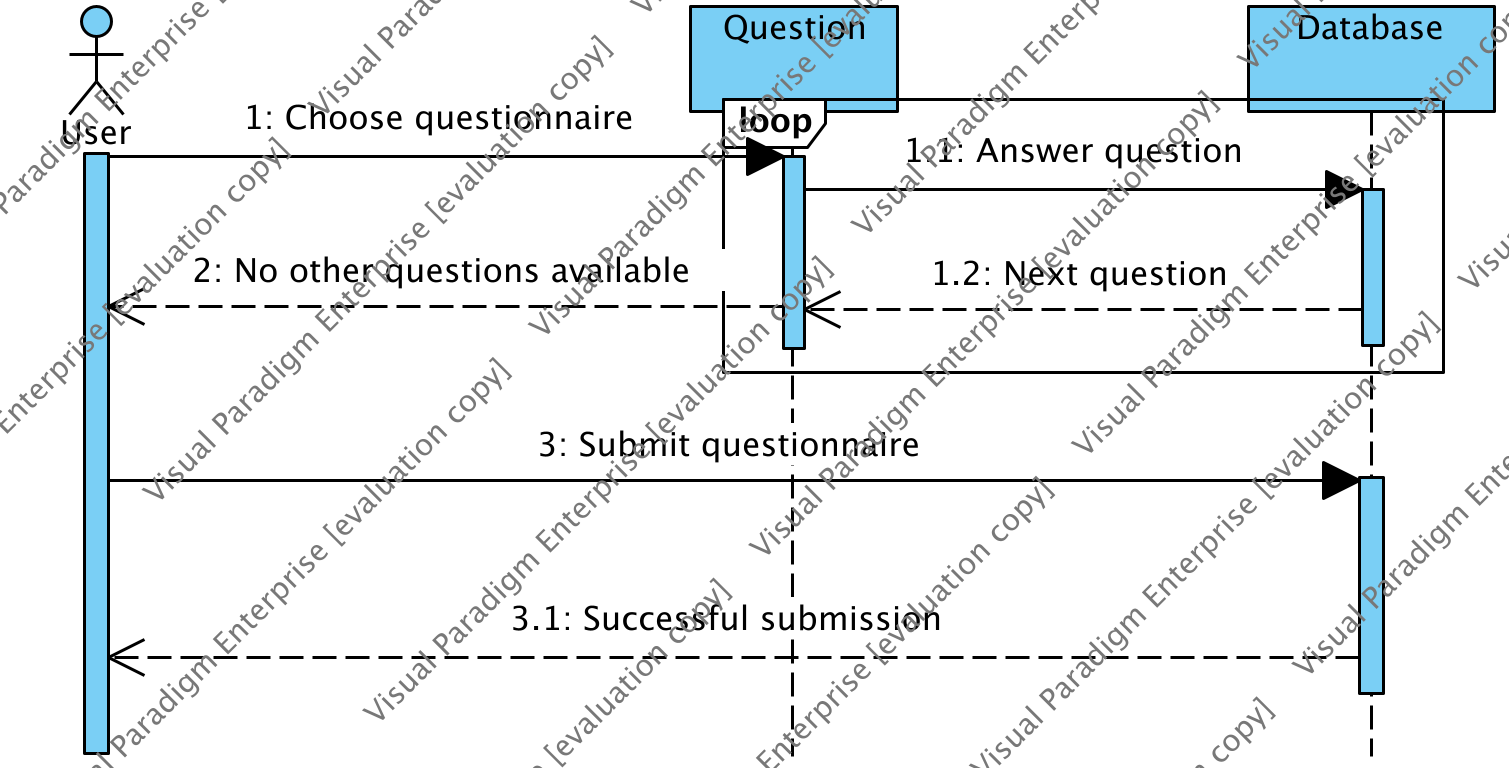 Question
Database
User
loop
1: Choose questionnaire
1.1: Answer question
2: No other questions available
1.2: Next question
3: Submit questionnaire
3.1: Successful submission
Visual Paradigm Enterprise [evaluation copy]